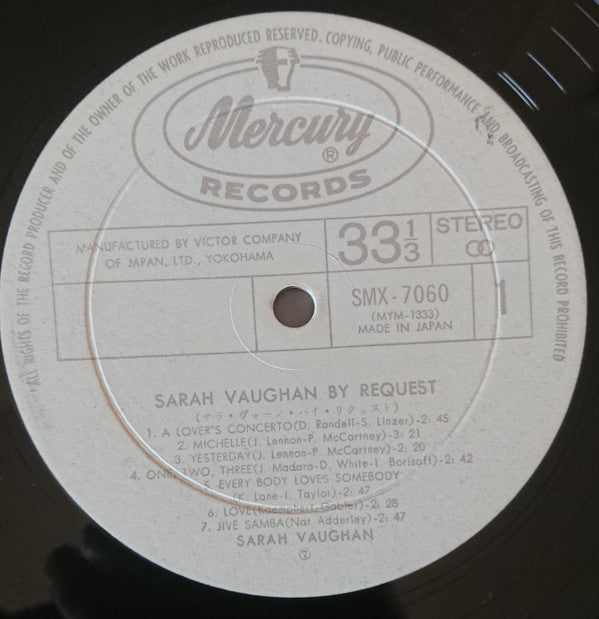 ALL RIGHTS OF THE RECORD PRODUCER AND OF THE OWNER OF THE WORK REPRODUCED RESERVED. COPYING, PUBLIC PERFORMANCE AND BROADCASTING OF THIS RECORD PROHIBITED
Mercury
®
RECORDS
MANUFACTURED BY VICTOR COMPANY
OF JAPAN, LTD., YOKOHAMA
33 1/3
STEREO
SMX-7060
(MYM-1333)
MADE IN JAPAN
1
SARAH VAUGHAN BY REQUEST
(サラ・ヴォーン・バイ・リクエスト)
1. A LOVER'S CONCERTO(D. Randell-S. Linzer)-2: 45
2. MICHELLE(J. Lennon-P. McCartney)-3: 21
3. YESTERDAY(J. Lennon-P. McCartney)-2: 20
4. ONE, TWO, THREE(J. Madara-D, White-L. Borisoff)-2: 42
5. EVERY BODY LOVES SOMEBODY
(K. Lane-I. Taylor)-2: 47
6. LOVE(Kaempfert-Gabler)-2: 28
7. JIVE SAMBA(Nat Adderley)-2: 47
SARAH VAUGHAN